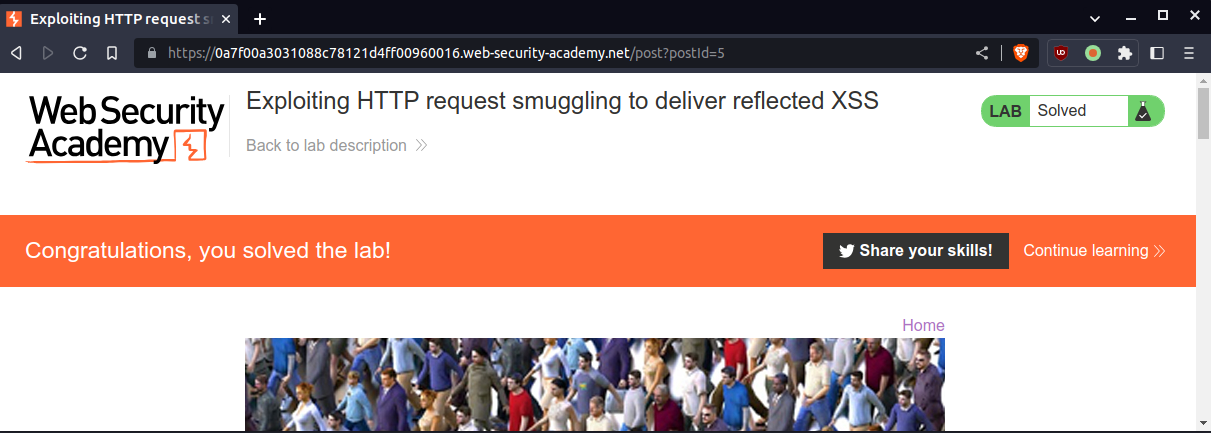 Exploiting HTTP request s
https://0a7f00a3031088c78121d4ff00960016.web-security-academy.net/post?postId=5
Web Security
Academy
Exploiting HTTP request smuggling to deliver reflected XSS
Back to lab description
LAB Solved
Congratulations, you solved the lab!
Share your skills!
Continue learning
Home